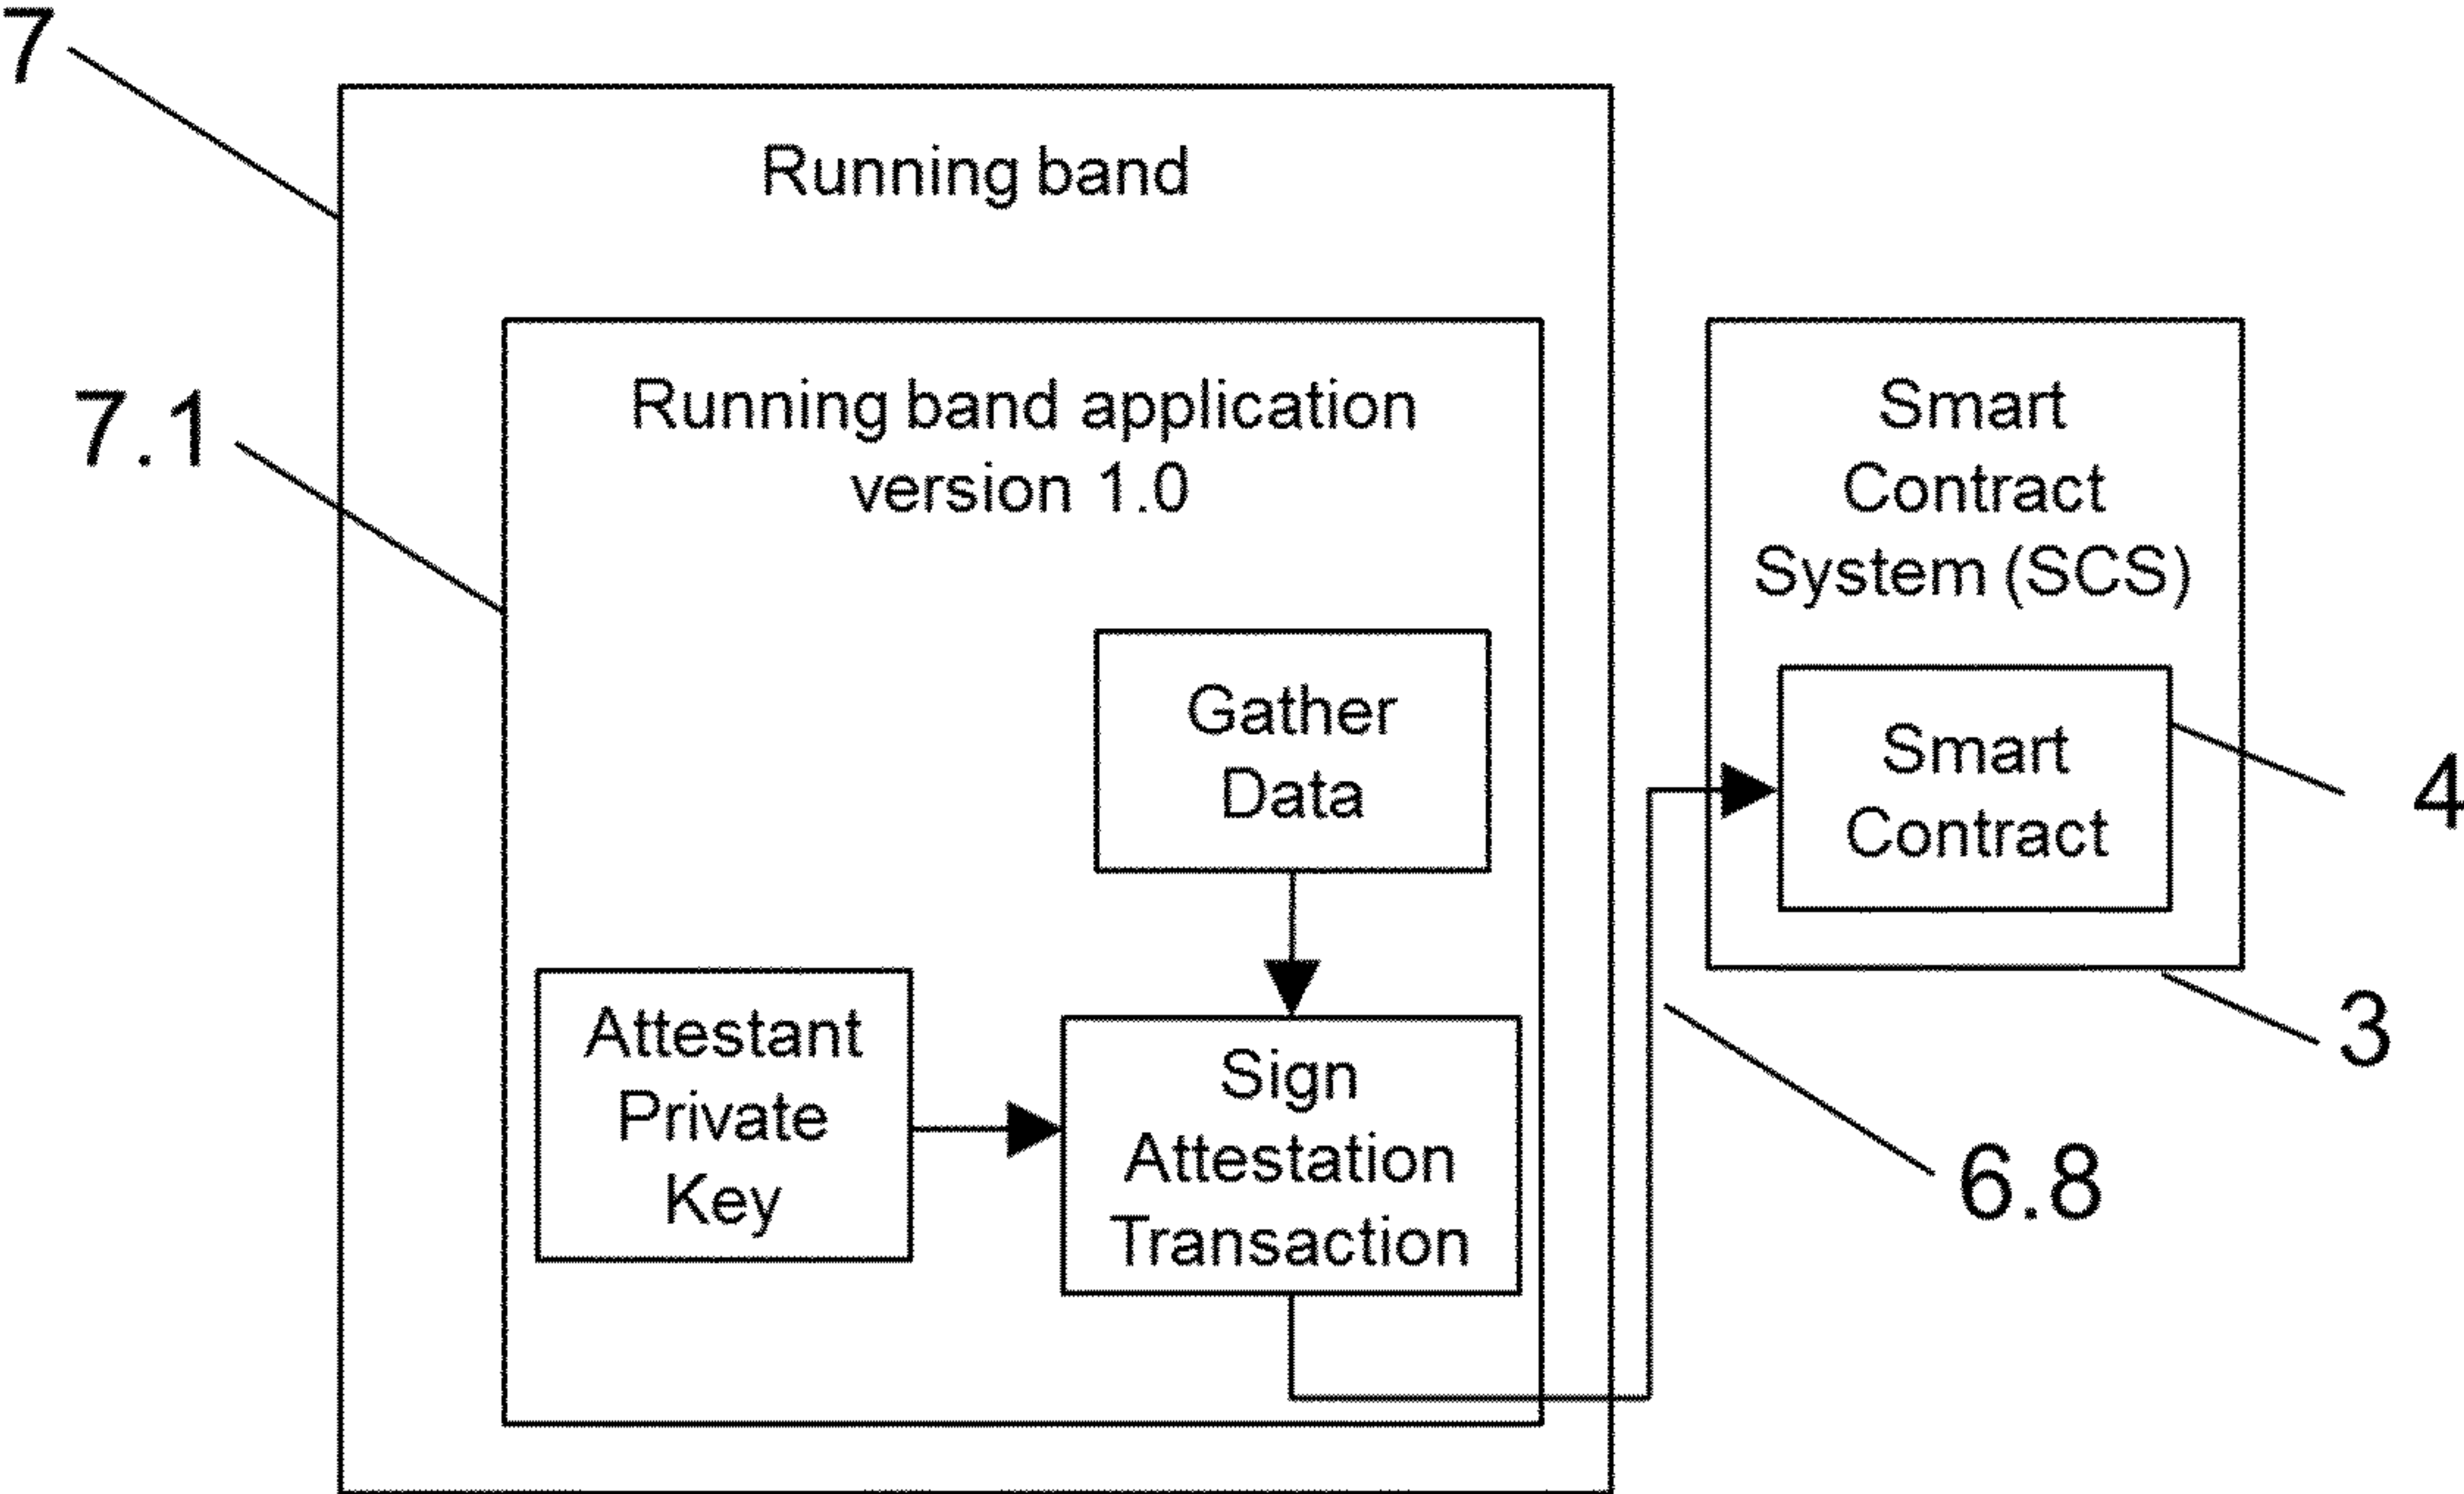 7
Running band
7.1
Running band application
version 1.0
Gather
Data
Attestant
Private
Key
Sign
Attestation
Transaction
Smart
Contract
System (SCS)
Smart
Contract
4
3
6.8